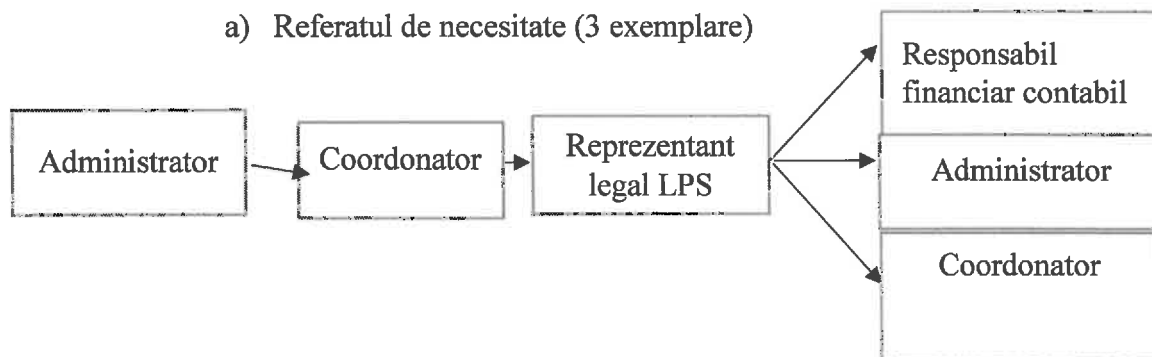 a) Referatul de necesitate (3 exemplare)
Administrator
Coordonator
Reprezentant
legal LPS
Responsabil
financiar contabil
Administrator
Coordonator